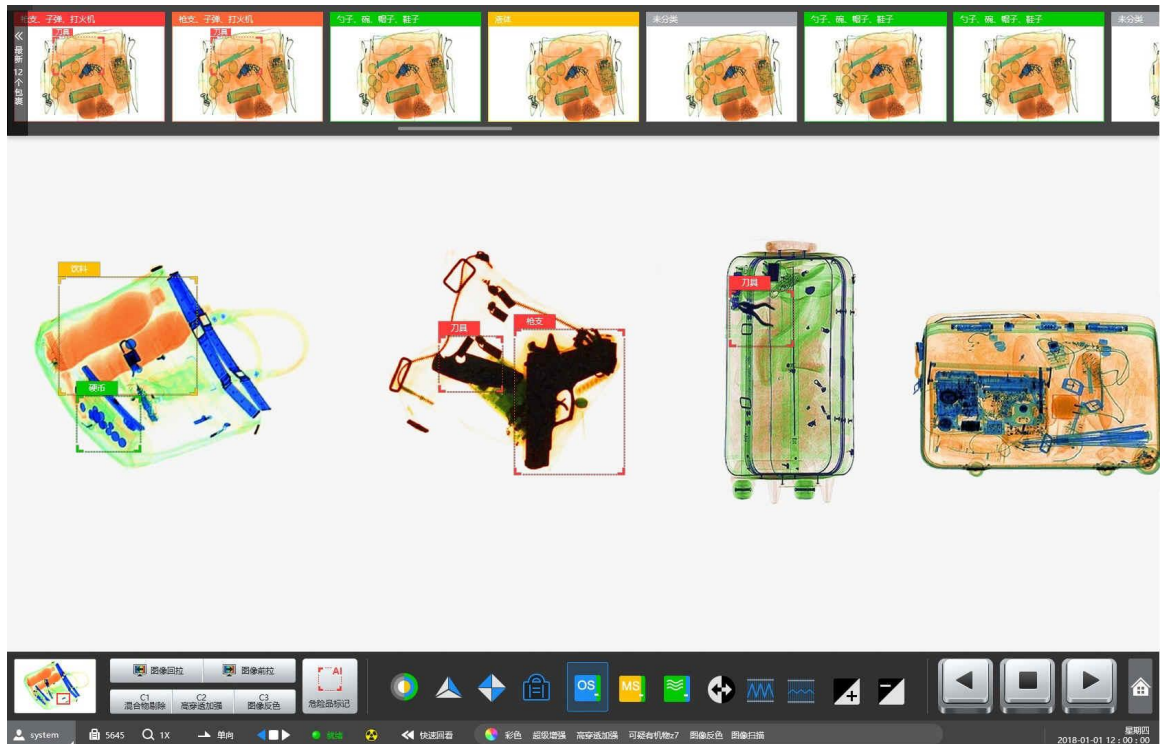 枪支、子弹、打火机
枪支、子弹、打火机
勺子、碗、帽子、鞋子
液体
未分类
勺子、碗、帽子、鞋子
勺子、碗、帽子、鞋子
未分类
刀具
刀具
最新12个包裹
饮料
硬币
刀具
枪支
刀具
图像回拉
图像前拉
AI
危险品标记
C1
混合物剔除
C2
高穿透加强
C3
图像反色
OS
MS
system
5645
1X
单向
就绪
快速回看
彩色
超级增强
高穿透加强
可疑有机物z7
图像反色
图像扫描
星期四
2018-01-01 12:00:00